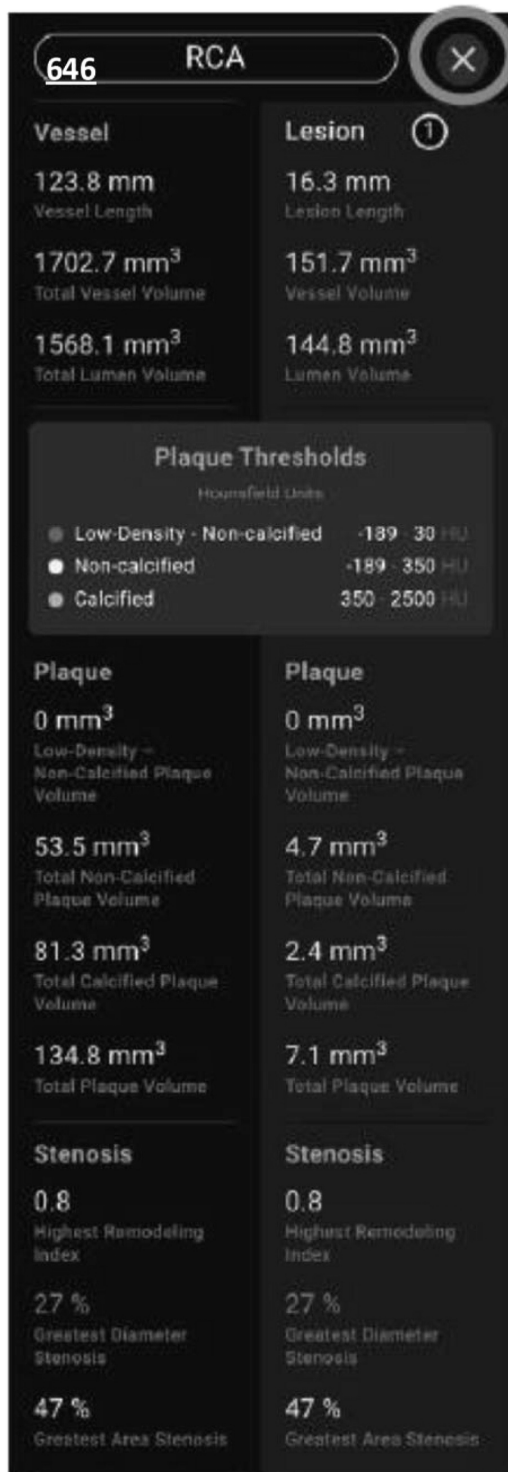 646 RCA
Vessel
123.8 mm
Vessel Length
1702.7 mm³
Total Vessel Volume
1568.1 mm³
Total Lumen Volume
Lesion 1
16.3 mm
Lesion Length
151.7 mm³
Vessel Volume
144.8 mm³
Lumen Volume
Plaque Thresholds
Hounsfield Units
Low-Density - Non-calcified -189 - 30 HU
Non-calcified -189 - 350 HU
Calcified 350 - 2500 HU
Plaque
0 mm³
Low-Density –
Non-Calcified Plaque
Volume
53.5 mm³
Total Non-Calcified
Plaque Volume
81.3 mm³
Total Calcified Plaque
Volume
134.8 mm³
Total Plaque Volume
Plaque
0 mm³
Low-Density –
Non-Calcified Plaque
Volume
4.7 mm³
Total Non-Calcified
Plaque Volume
2.4 mm³
Total Calcified Plaque
Volume
7.1 mm³
Total Plaque Volume
Stenosis
0.8
Highest Remodeling
Index
27 %
Greatest Diameter
Stenosis
47 %
Greatest Area Stenosis
Stenosis
0.8
Highest Remodeling
Index
27 %
Greatest Diameter
Stenosis
47 %
Greatest Area Stenosis